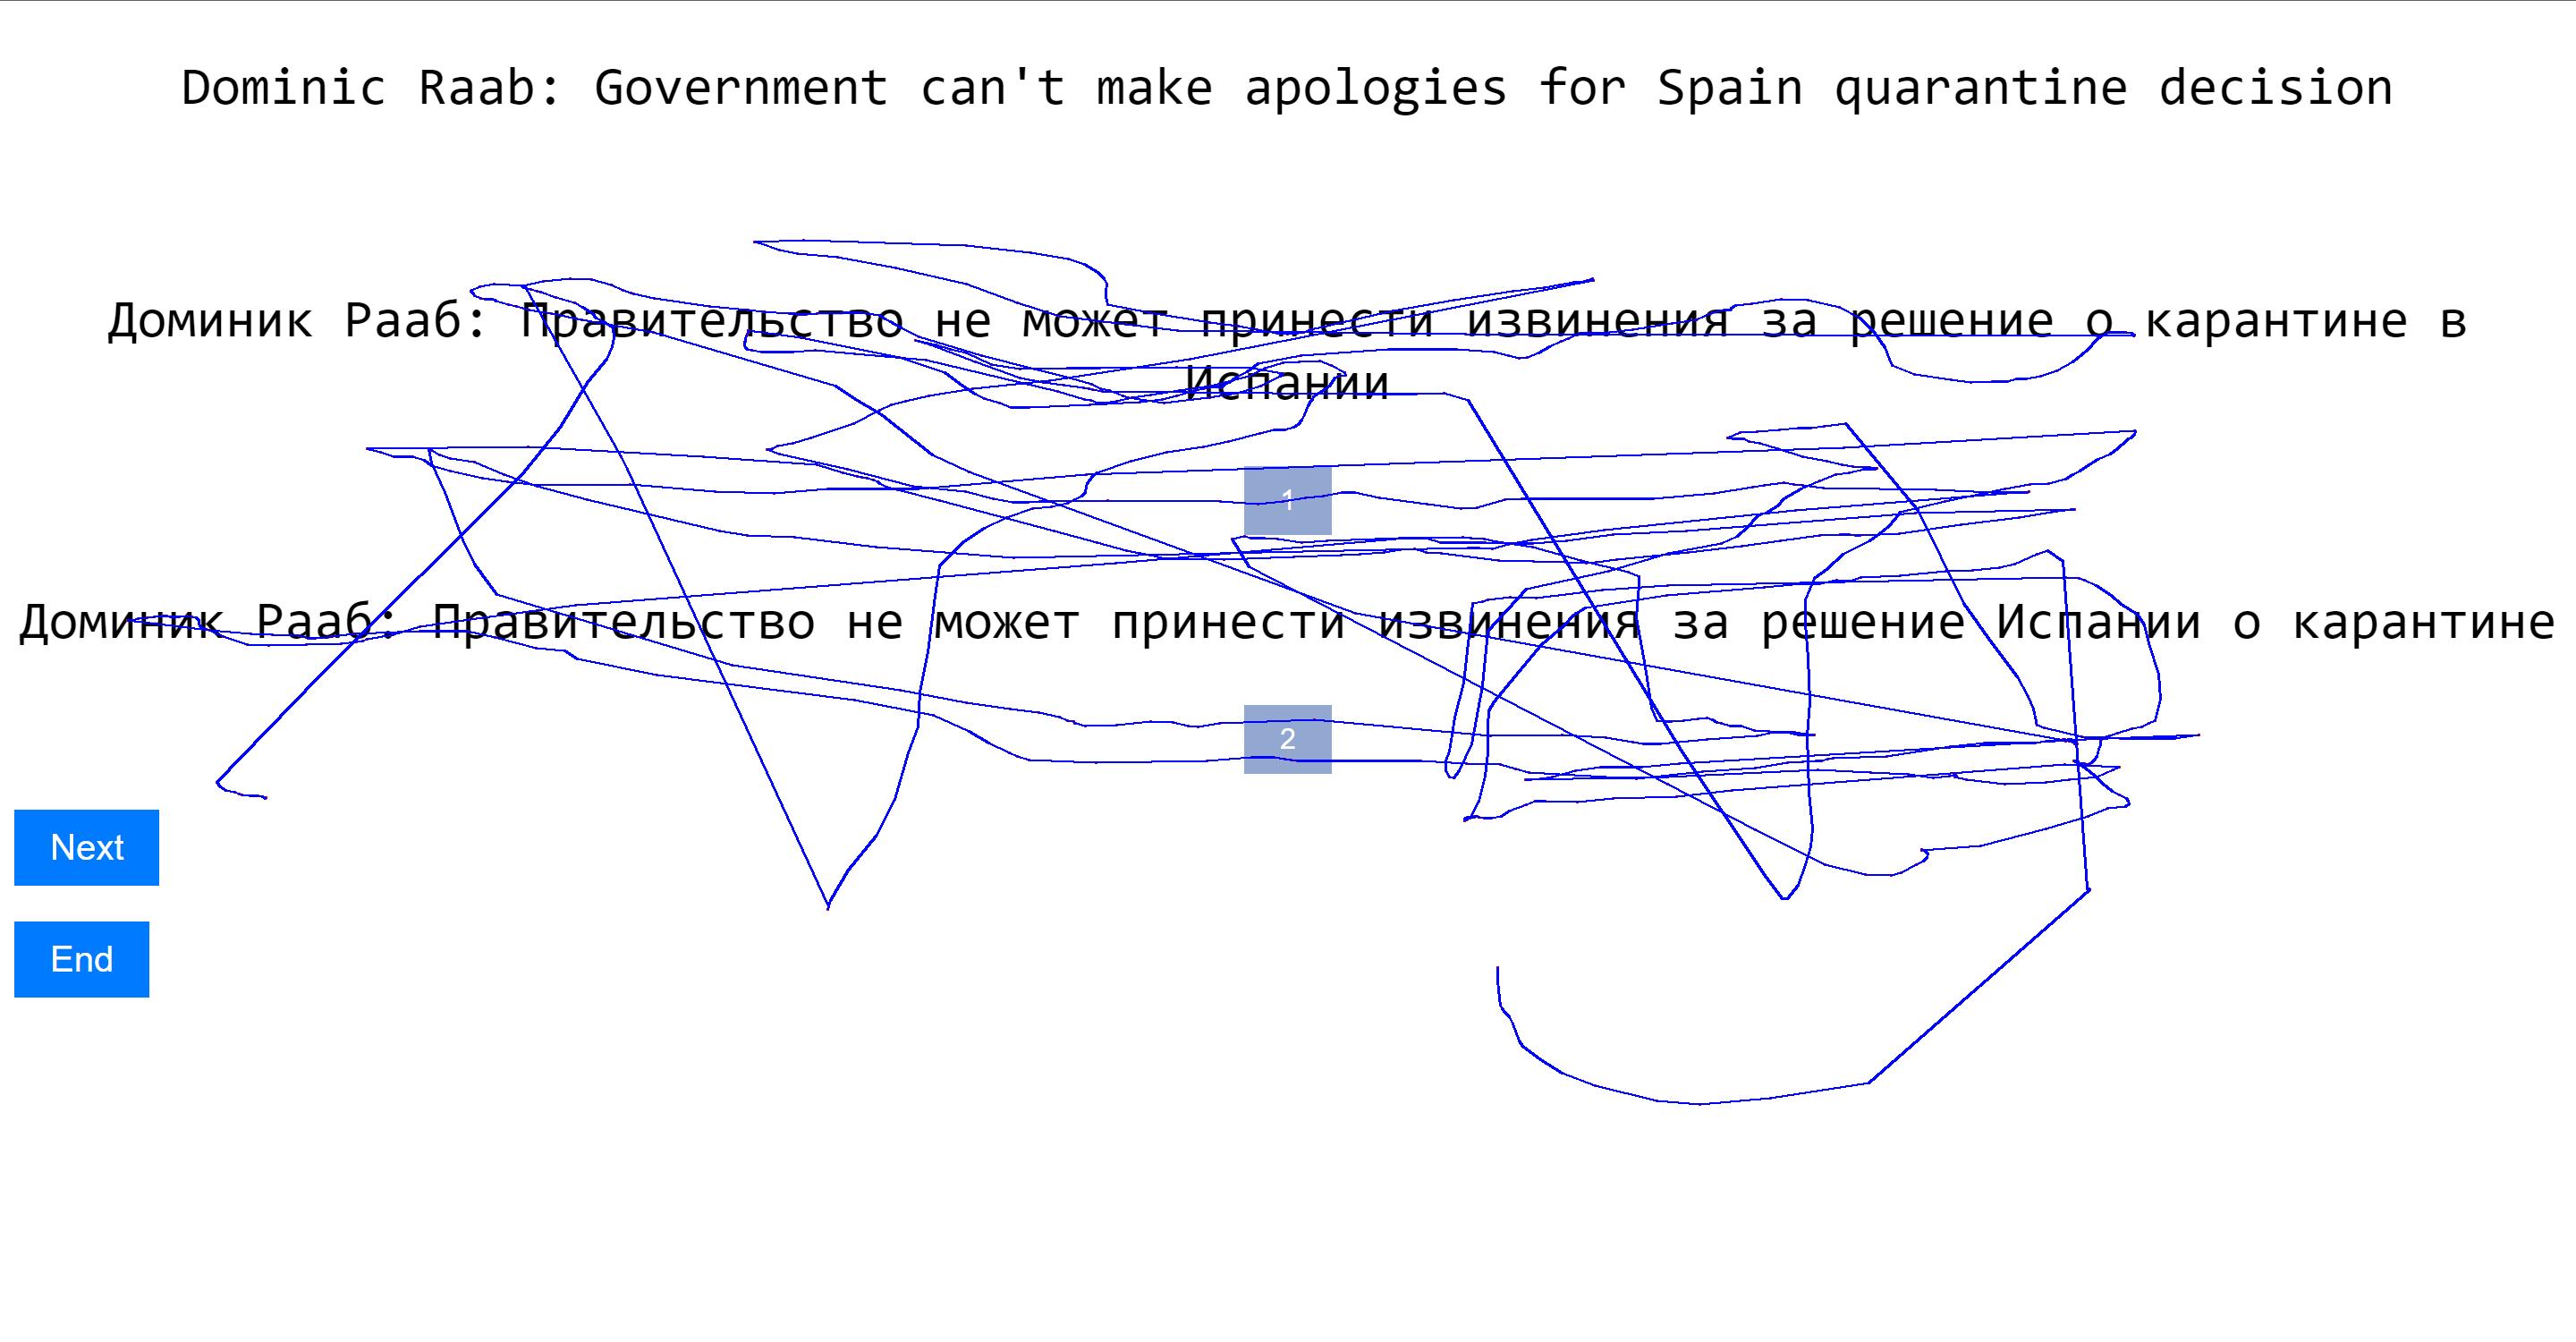 Dominic Raab: Government can't make apologies for Spain quarantine decision
Доминик Рааб: Правительство не может принести извинения за решение о карантине в
Испании
1
Доминик Рааб: Правительство не может принести извинения за решение Испании о карантине
2
Next
End